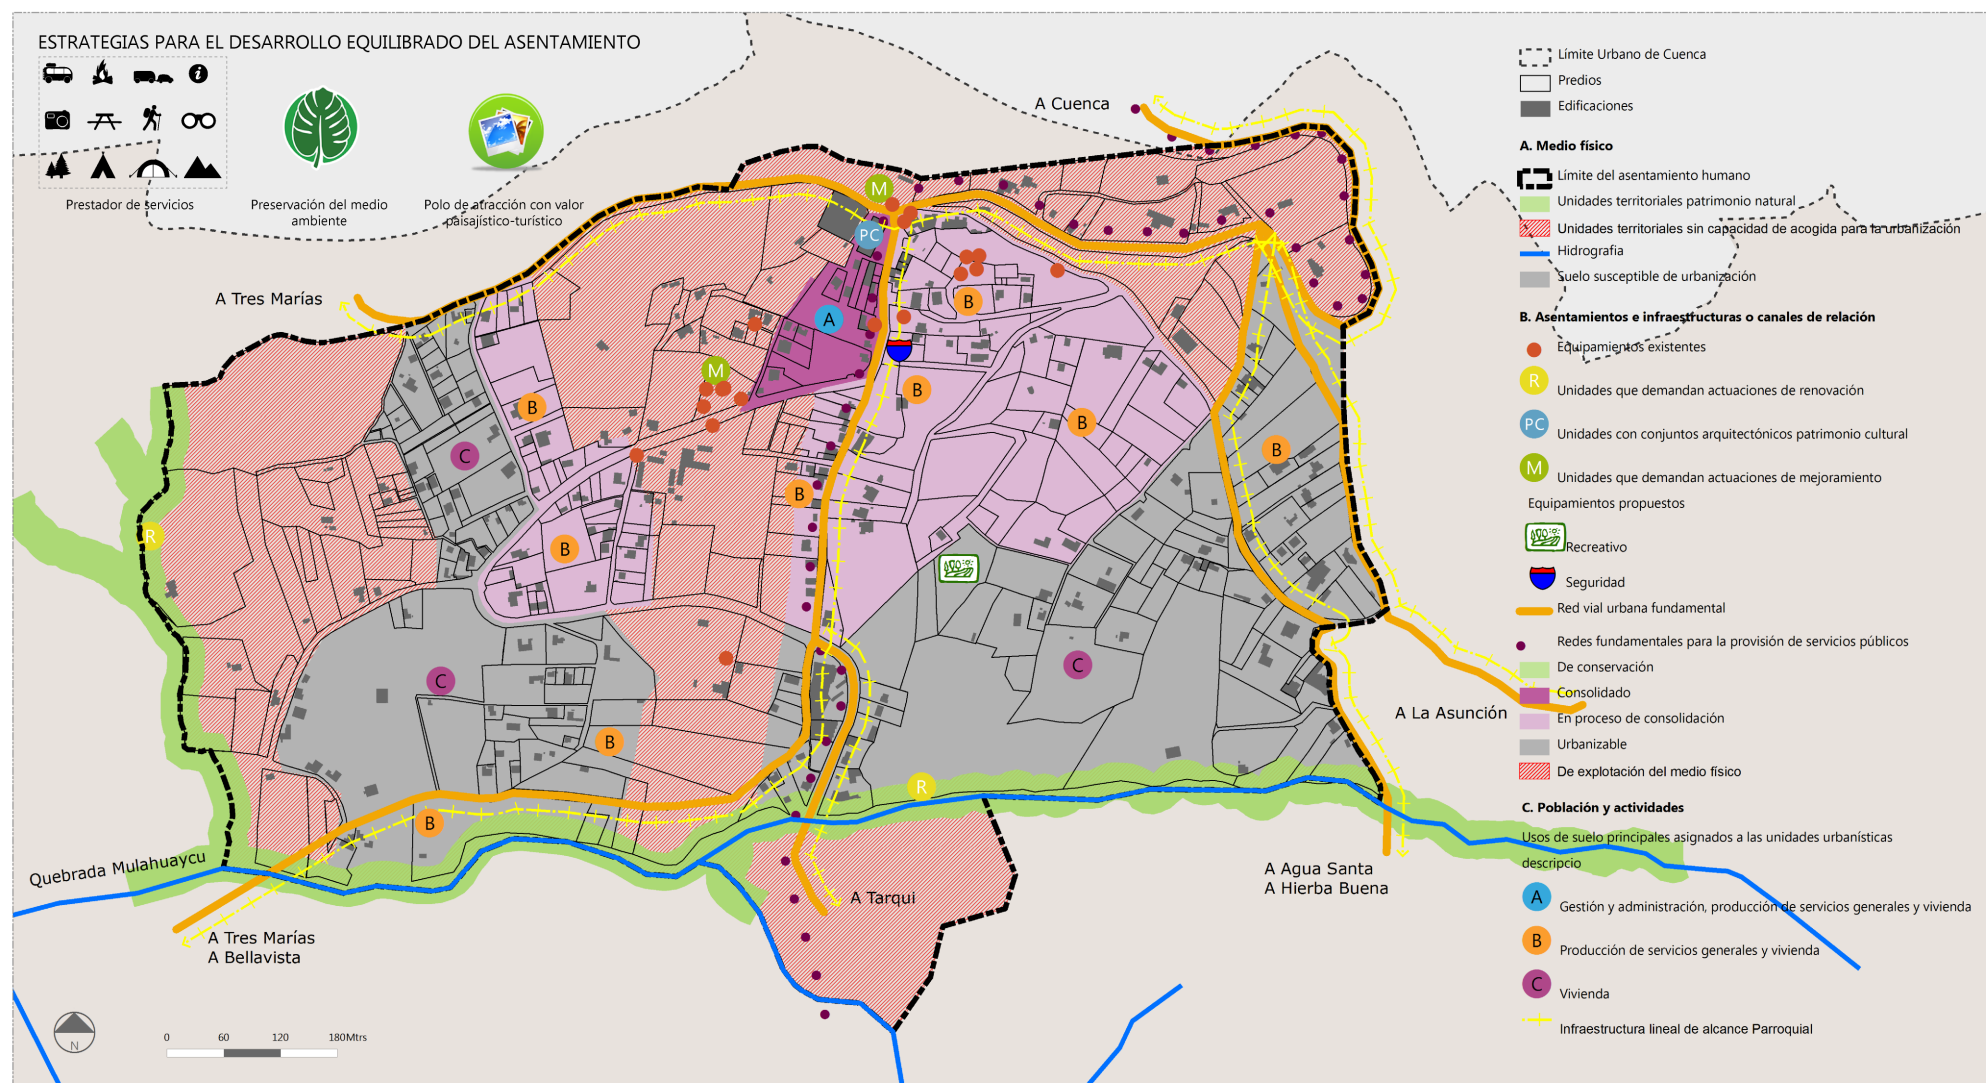 ESTRATEGIAS PARA EL DESARROLLO EQUILIBRADO DEL ASENTAMIENTO
i
Prestador de servicios
Preservación del medio
ambiente
Polo de atracción con valor
paisajístico-turístico
A Cuenca
A Tres Marías
M
PC
A
B
M
B
B
B
B
C
B
R
B
C
C
B
R
B
A La Asunción
Quebrada Mulahuaycu
A Tres Marías
A Bellavista
A Tarqui
A Agua Santa
A Hierba Buena
N
0 60 120 180Mtrs
Límite Urbano de Cuenca
Predios
Edificaciones
A. Medio físico
Límite del asentamiento humano
Unidades territoriales patrimonio natural
Unidades territoriales sin capacidad de acogida para la urbanización
Hidrografia
Suelo susceptible de urbanización
B. Asentamientos e infraestructuras o canales de relación
Equipamientos existentes
R Unidades que demandan actuaciones de renovación
PC Unidades con conjuntos arquitectónicos patrimonio cultural
M Unidades que demandan actuaciones de mejoramiento
Equipamientos propuestos
Recreativo
Seguridad
Red vial urbana fundamental
Redes fundamentales para la provisión de servicios públicos
De conservación
Consolidado
En proceso de consolidación
Urbanizable
De explotación del medio físico
C. Población y actividades
Usos de suelo principales asignados a las unidades urbanísticas
descripcio
A Gestión y administración, producción de servicios generales y vivienda
B Producción de servicios generales y vivienda
C Vivienda
Infraestructura lineal de alcance Parroquial